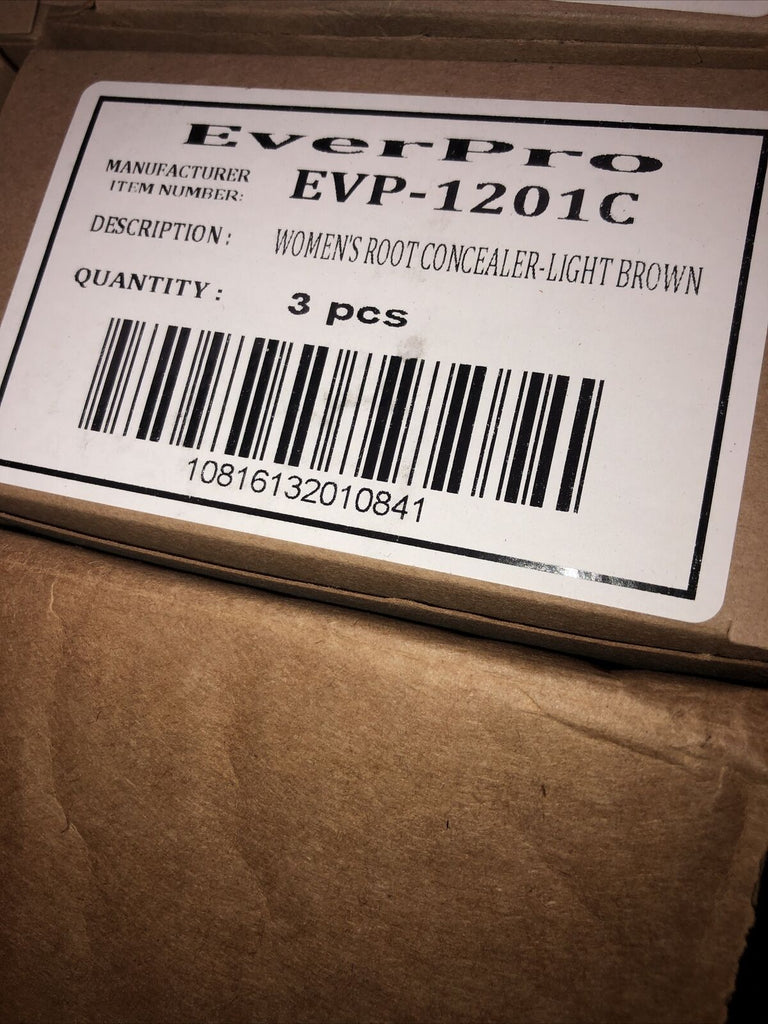 EverPro
MANUFACTURER
ITEM NUMBER: EVP-1201C
DESCRIPTION: WOMEN'S ROOT CONCEALER-LIGHT BROWN
QUANTITY: 3 pcs
10816132010841